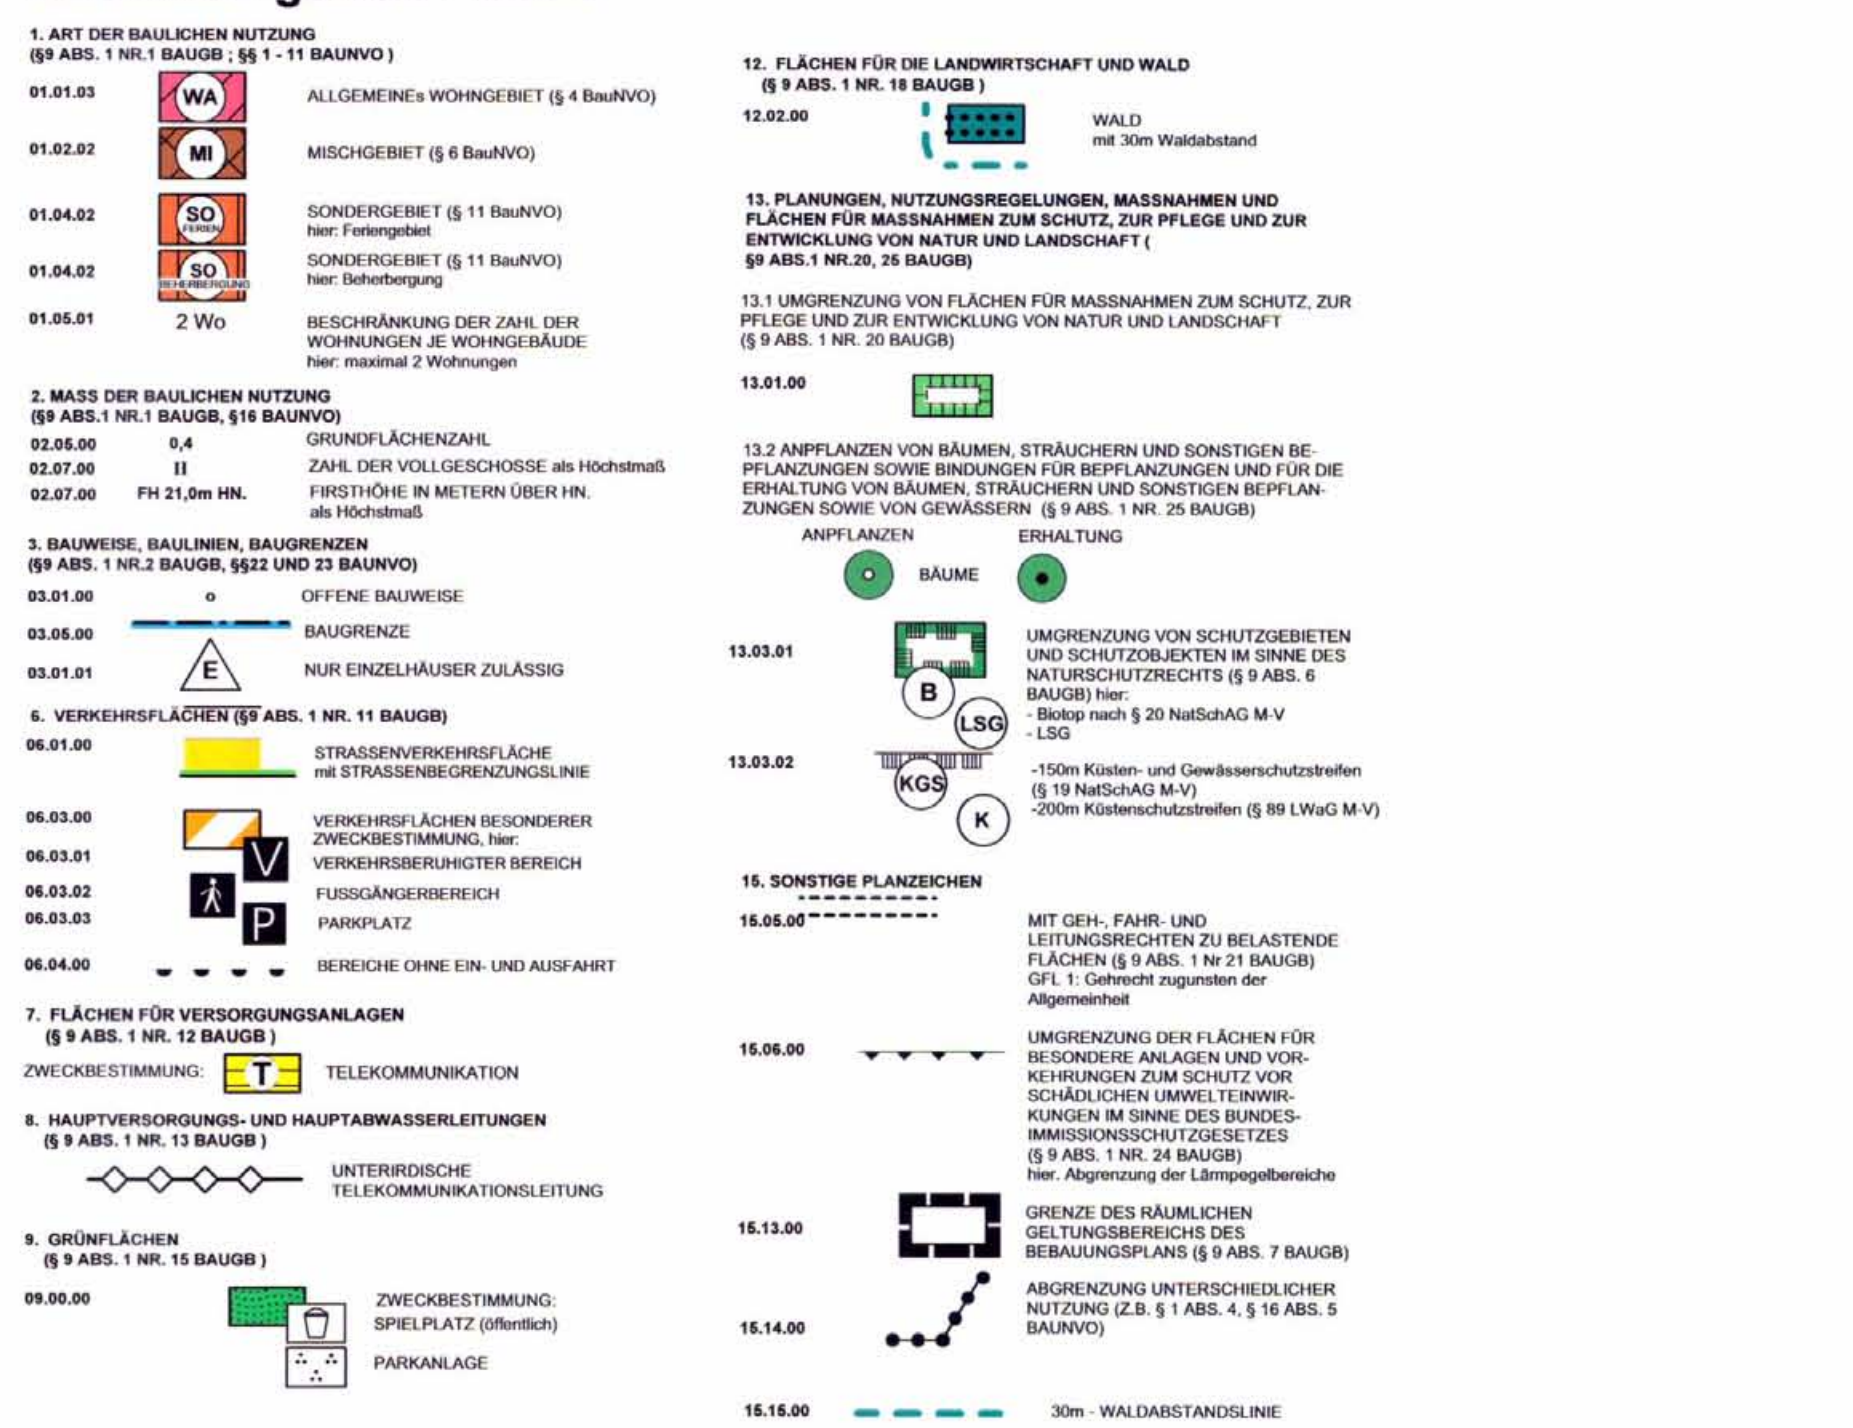 1. ART DER BAULICHEN NUTZUNG
(§9 ABS. 1 NR.1 BAUGB ; §§ 1 - 11 BAUNVO )
01.01.03 WA ALLGEMEINEs WOHNGEBIET (§ 4 BauNVO)
01.02.02 MI MISCHGEBIET (§ 6 BauNVO)
01.04.02 SO FERIEN SONDERGEBIET (§ 11 BauNVO)
hier: Feriengebiet
01.04.02 SO BEHERBERGUNG SONDERGEBIET (§ 11 BauNVO)
hier: Beherbergung
01.05.01 2 Wo BESCHRÄNKUNG DER ZAHL DER
WOHNUNGEN JE WOHNGEBÄUDE
hier: maximal 2 Wohnungen
2. MASS DER BAULICHEN NUTZUNG
(§9 ABS.1 NR.1 BAUGB, §16 BAUNVO)
02.05.00 0,4 GRUNDFLÄCHENZAHL
02.07.00 II ZAHL DER VOLLGESCHOSSE als Höchstmaß
02.07.00 FH 21,0m HN. FIRSTHÖHE IN METERN ÜBER HN.
als Höchstmaß
3. BAUWEISE, BAULINIEN, BAUGRENZEN
(§9 ABS. 1 NR.2 BAUGB, §§22 UND 23 BAUNVO)
03.01.00 o OFFENE BAUWEISE
03.05.00 BAUGRENZE
03.01.01 E NUR EINZELHÄUSER ZULÄSSIG
6. VERKEHRSFLÄCHEN (§9 ABS. 1 NR. 11 BAUGB)
06.01.00 STRASSENVERKEHRSFLÄCHE
mit STRASSENBEGRENZUNGSLINIE
06.03.00 VERKEHRSFLÄCHEN BESONDERER
ZWECKBESTIMMUNG, hier:
06.03.01 V VERKEHRSBERUHIGTER BEREICH
06.03.02 FUSSGÄNGERBEREICH
06.03.03 P PARKPLATZ
06.04.00 BEREICHE OHNE EIN- UND AUSFAHRT
7. FLÄCHEN FÜR VERSORGUNGSANLAGEN
(§ 9 ABS. 1 NR. 12 BAUGB )
ZWECKBESTIMMUNG: T TELEKOMMUNIKATION
8. HAUPTVERSORGUNGS- UND HAUPTABWASSERLEITUNGEN
(§ 9 ABS. 1 NR. 13 BAUGB )
UNTERIRDISCHE
TELEKOMMUNIKATIONSLEITUNG
9. GRÜNFLÄCHEN
(§ 9 ABS. 1 NR. 15 BAUGB )
09.00.00 ZWECKBESTIMMUNG:
SPIELPLATZ (öffentlich)
PARKANLAGE
12. FLÄCHEN FÜR DIE LANDWIRTSCHAFT UND WALD
(§ 9 ABS. 1 NR. 18 BAUGB )
12.02.00 WALD
mit 30m Waldabstand
13. PLANUNGEN, NUTZUNGSREGELUNGEN, MASSNAHMEN UND
FLÄCHEN FÜR MASSNAHMEN ZUM SCHUTZ, ZUR PFLEGE UND ZUR
ENTWICKLUNG VON NATUR UND LANDSCHAFT (
§9 ABS.1 NR.20, 25 BAUGB)
13.1 UMGRENZUNG VON FLÄCHEN FÜR MASSNAHMEN ZUM SCHUTZ, ZUR
PFLEGE UND ZUR ENTWICKLUNG VON NATUR UND LANDSCHAFT
(§ 9 ABS. 1 NR. 20 BAUGB)
13.01.00
13.2 ANPFLANZEN VON BÄUMEN, STRÄUCHERN UND SONSTIGEN BE-
PFLANZUNGEN SOWIE BINDUNGEN FÜR BEPFLANZUNGEN UND FÜR DIE
ERHALTUNG VON BÄUMEN, STRÄUCHERN UND SONSTIGEN BEPFLAN-
ZUNGEN SOWIE VON GEWÄSSERN (§ 9 ABS. 1 NR. 25 BAUGB)
ANPFLANZEN ERHALTUNG
BÄUME
13.03.01 UMGRENZUNG VON SCHUTZGEBIETEN
UND SCHUTZOBJEKTEN IM SINNE DES
NATURSCHUTZRECHTS (§ 9 ABS. 6
B BAUGB) hier:
- Biotop nach § 20 NatSchAG M-V
LSG - LSG
13.03.02 KGS -150m Küsten- und Gewässerschutzstreifen
(§ 19 NatSchAG M-V)
K -200m Küstenschutzstreifen (§ 89 LWaG M-V)
15. SONSTIGE PLANZEICHEN
15.05.00 MIT GEH-, FAHR- UND
LEITUNGSRECHTEN ZU BELASTENDE
FLÄCHEN (§ 9 ABS. 1 Nr 21 BAUGB)
GFL 1: Gehrecht zugunsten der
Allgemeinheit
15.06.00 UMGRENZUNG DER FLÄCHEN FÜR
BESONDERE ANLAGEN UND VOR-
KEHRUNGEN ZUM SCHUTZ VOR
SCHÄDLICHEN UMWELTEINWIR-
KUNGEN IM SINNE DES BUNDES-
IMMISSIONSSCHUTZGESETZES
(§ 9 ABS. 1 NR. 24 BAUGB)
hier. Abgrenzung der Lärmpegelbereiche
15.13.00 GRENZE DES RÄUMLICHEN
GELTUNGSBEREICHS DES
BEBAUUNGSPLANS (§ 9 ABS. 7 BAUGB)
15.14.00 ABGRENZUNG UNTERSCHIEDLICHER
NUTZUNG (Z.B. § 1 ABS. 4, § 16 ABS. 5
BAUNVO)
15.15.00 30m - WALDABSTANDSLINIE